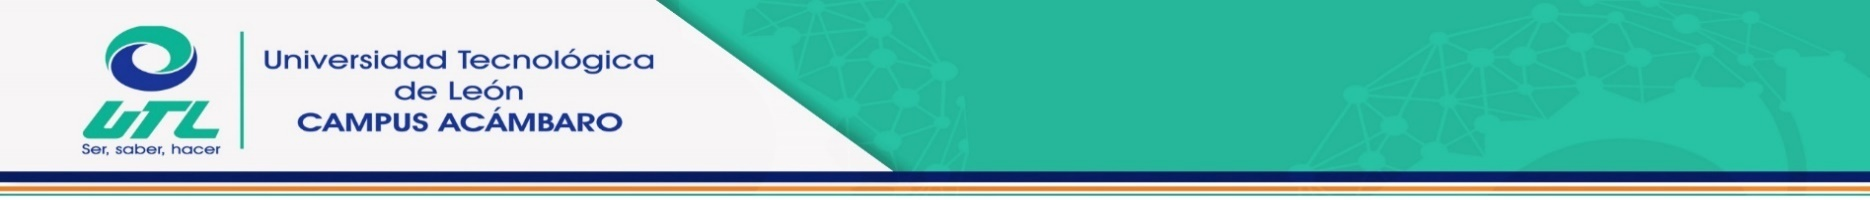 UTL
Ser, saber, hacer
Universidad Tecnológica
de León
CAMPUS ACÁMBARO